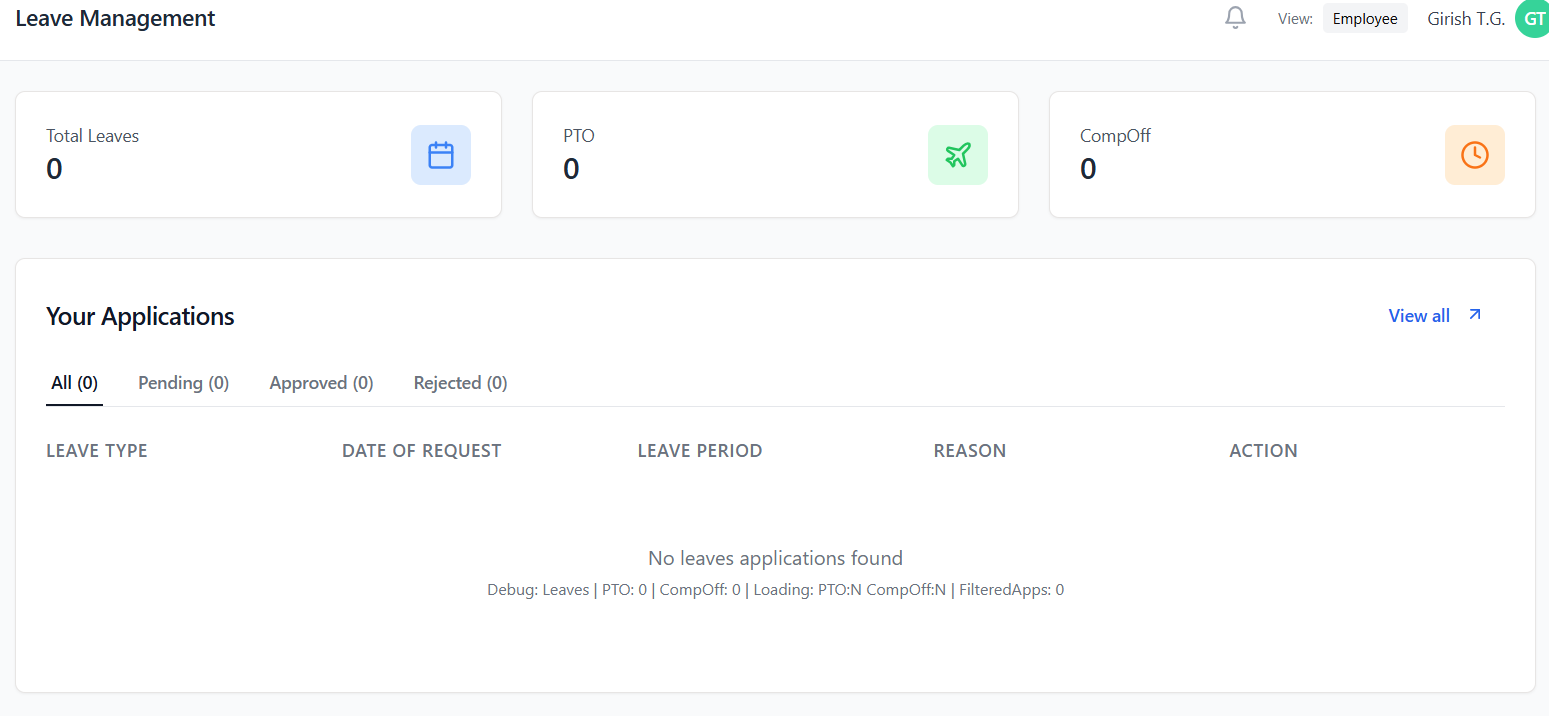 Leave Management
View: Employee Girish T.G. GT
Total Leaves
0
PTO
0
CompOff
0
Your Applications
View all
All (0) Pending (0) Approved (0) Rejected (0)
LEAVE TYPE DATE OF REQUEST LEAVE PERIOD REASON ACTION
No leaves applications found
Debug: Leaves | PTO: 0 | CompOff: 0 | Loading: PTO:N CompOff:N | FilteredApps: 0